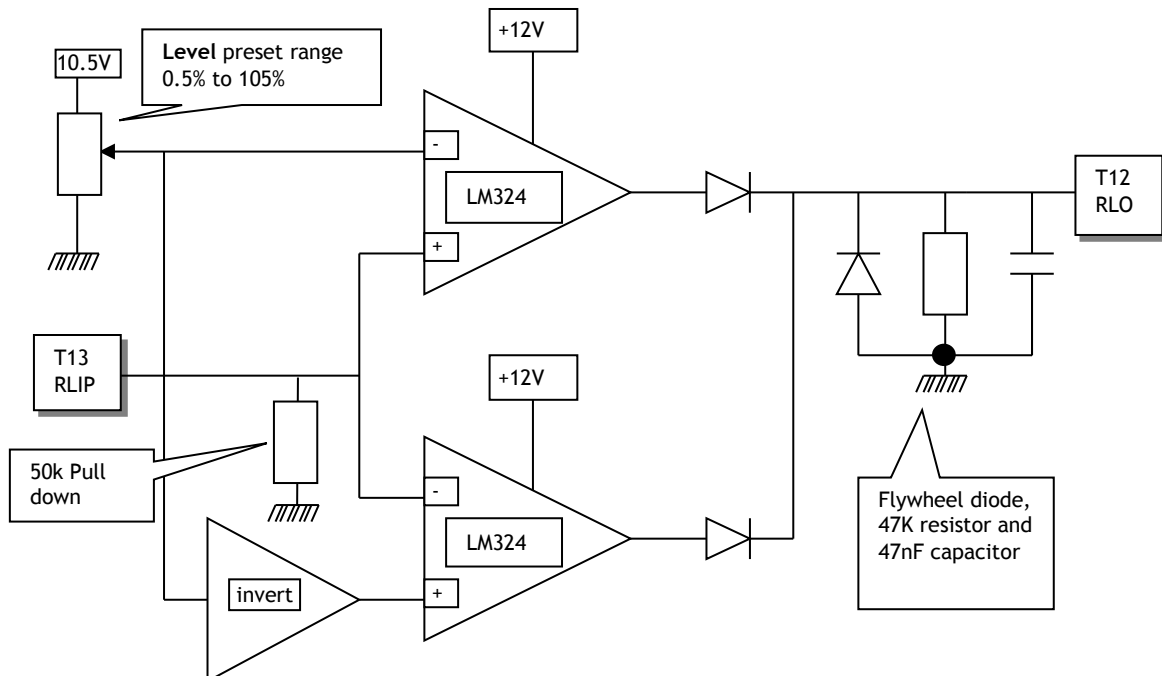 +12V
10.5V
Level preset range
0.5% to 105%
-
LM324
+
T12
RLO
T13
RLIP
+12V
50k Pull
down
-
LM324
+
invert
Flywheel diode,
47K resistor and
47nF capacitor